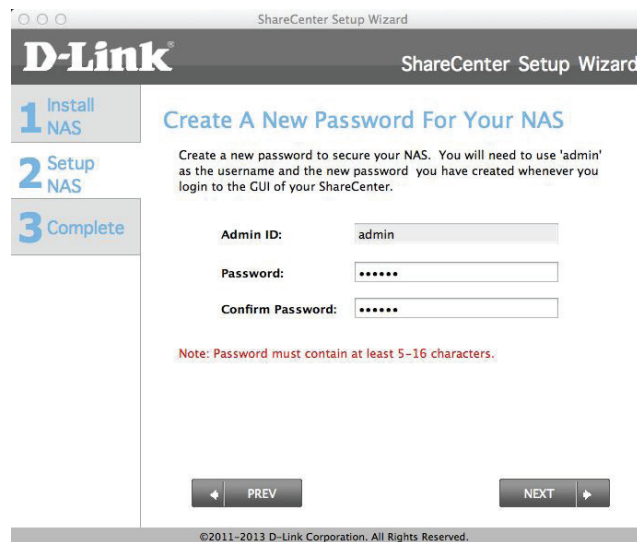 ShareCenter Setup Wizard
D-Link®
ShareCenter Setup Wizard
1 Install
NAS
2 Setup
NAS
3 Complete
Create A New Password For Your NAS
Create a new password to secure your NAS. You will need to use 'admin'
as the username and the new password you have created whenever you
login to the GUI of your ShareCenter.
Admin ID: admin
Password: ••••••
Confirm Password: ••••••
Note: Password must contain at least 5-16 characters.
PREV
NEXT
©2011-2013 D-Link Corporation. All Rights Reserved.